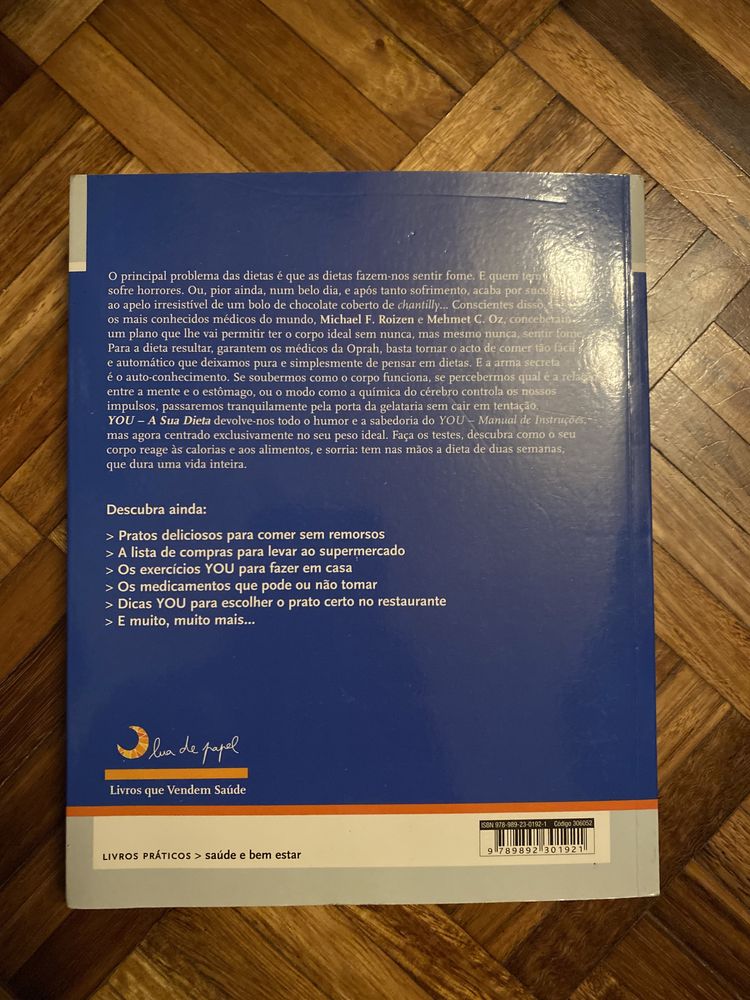 O principal problema das dietas é que as dietas fazem-nos sentir fome. E quem tem
sofre horrores. Ou, pior ainda, num belo dia, e após tanto sofrimento, acaba por
ao apelo irresistível de um bolo de chocolate coberto de chantilly... Conscientes disso,
os mais conhecidos médicos do mundo, Michael F. Roizen e Mehmet C. Oz, conceberam
um plano que lhe vai permitir ter o corpo ideal sem nunca, mas mesmo nunca, sentir fome.
Para a dieta resultar, garantem os médicos da Oprah, basta tornar o acto de comer tão fácil
e automático que deixamos pura e simplesmente de pensar em dietas. E a arma secreta
é o auto-conhecimento. Se soubermos como o corpo funciona, se percebermos qual é a relação
entre a mente e o estômago, ou o modo como a química do cérebro controla os nossos
impulsos, passaremos tranquilamente pela porta da gelataria sem cair em tentação.
YOU – A Sua Dieta devolve-nos todo o humor e a sabedoria do YOU – Manual de Instruções,
mas agora centrado exclusivamente no seu peso ideal. Faça os testes, descubra como o seu
corpo reage às calorias e aos alimentos, e sorria: tem nas mãos a dieta de duas semanas,
que dura uma vida inteira.
Descubra ainda:
> Pratos deliciosos para comer sem remorsos
> A lista de compras para levar ao supermercado
> Os exercícios YOU para fazer em casa
> Os medicamentos que pode ou não tomar
> Dicas YOU para escolher o prato certo no restaurante
> E muito, muito mais...
lua de papel
Livros que Vendem Saúde
ISBN 978-989-23-0192-1 Código 306052
9 789892 301921
LIVROS PRÁTICOS > saúde e bem estar